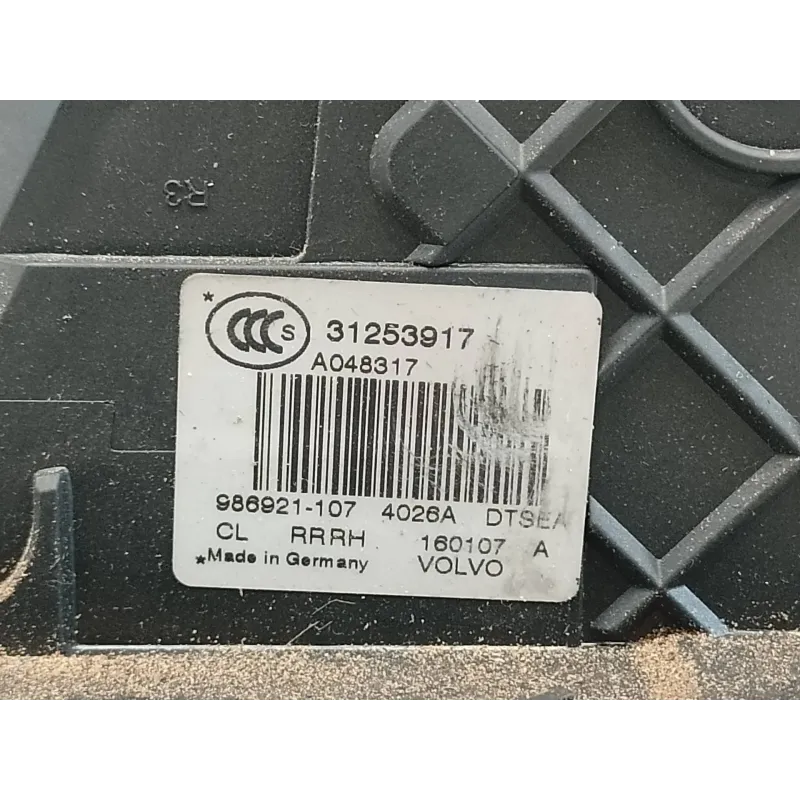 R3
* CCC S 31253917
A048317
986921-107 4026A DTSEA
CL RRRH 160107 A
*Made in Germany VOLVO